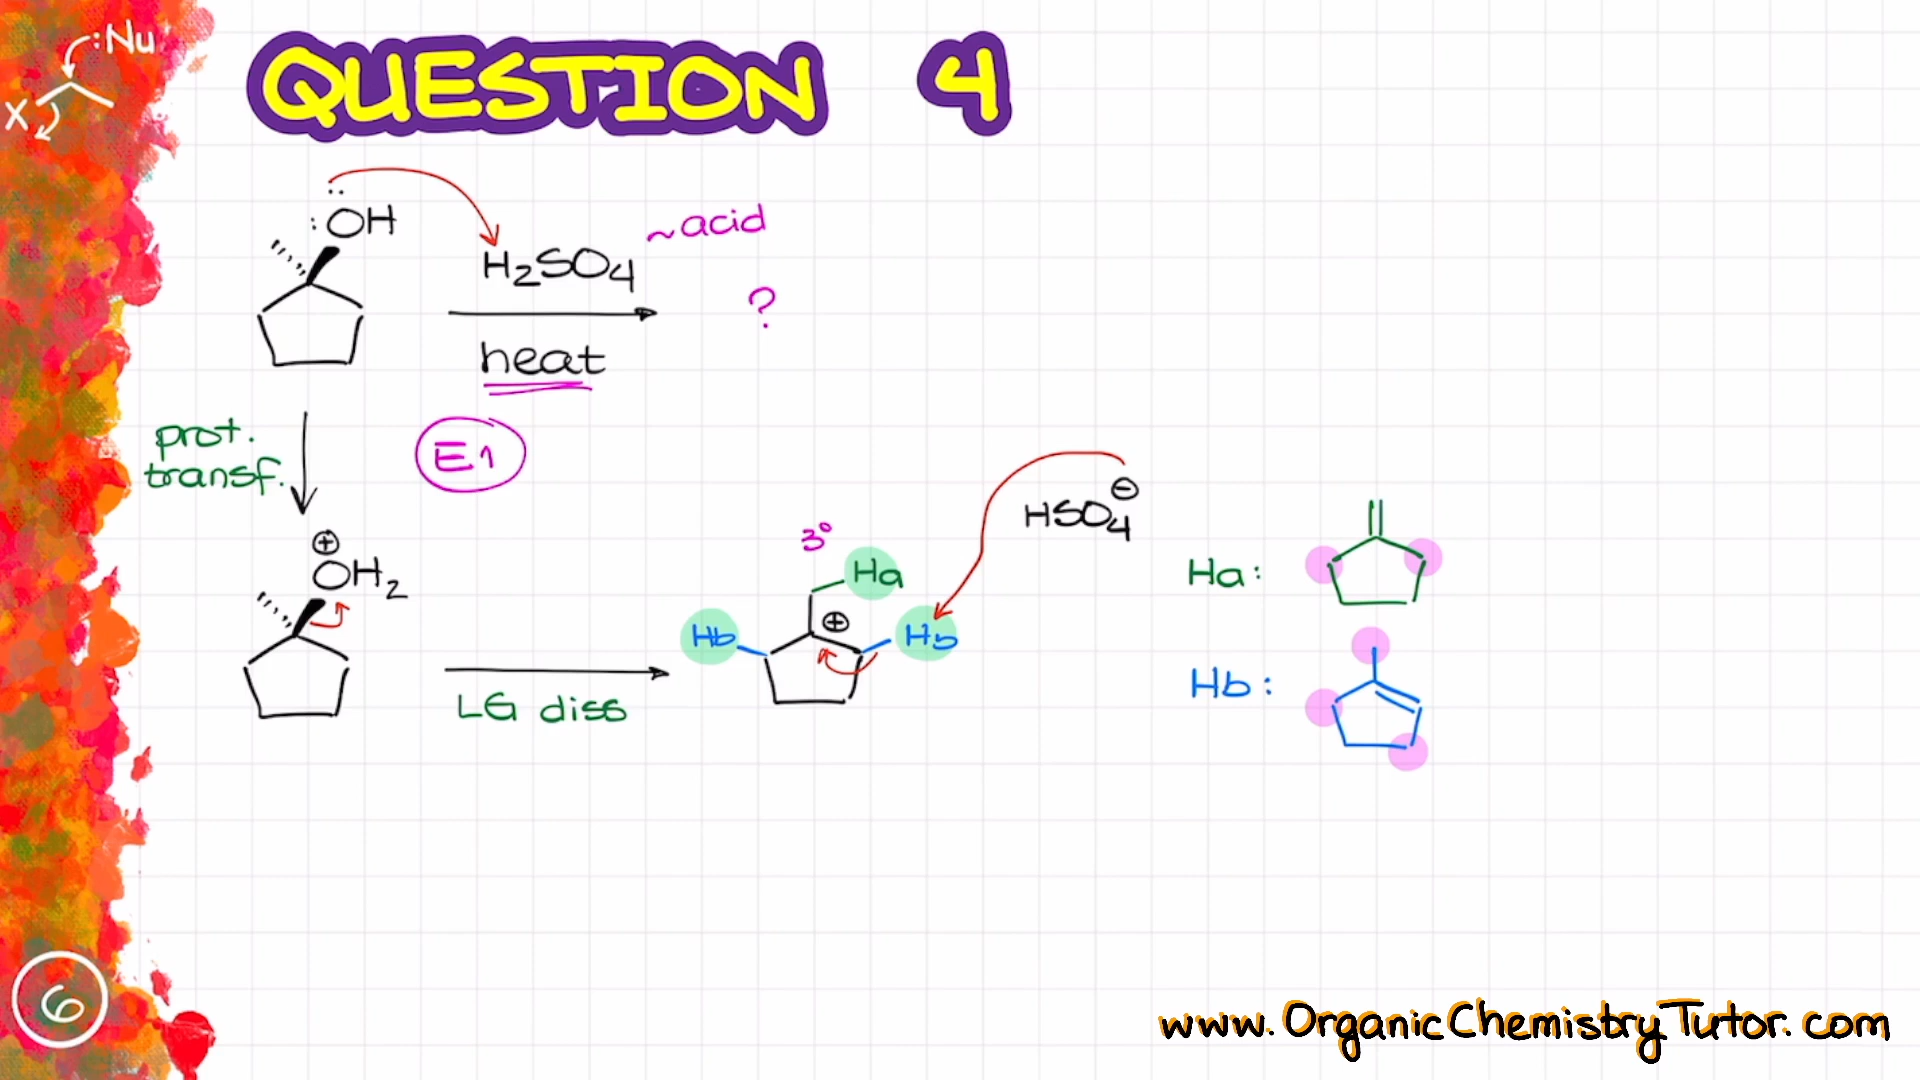 :Nu
X
QUESTION 4
:OH
H₂SO₄
~acid
?
heat
prot.
transf.
E1
⊕
OH₂
LG diss
3°
Ha
⊕
Hb
Hb
HSO₄⊖
Ha:
Hb:
6
www.OrganicChemistryTutor.com